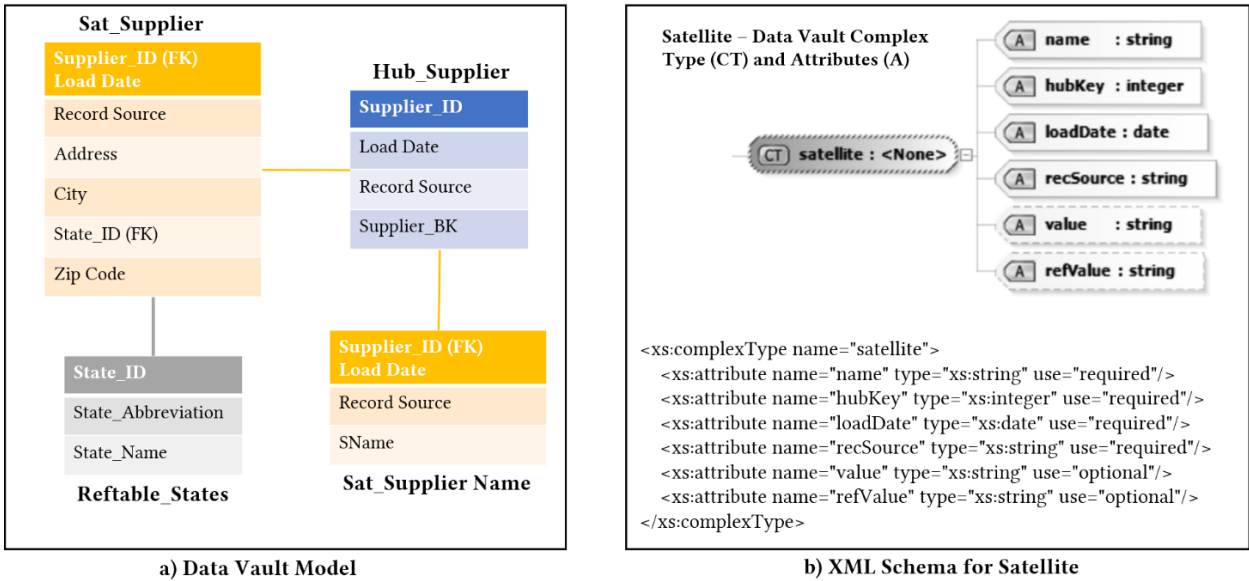 Sat_Supplier
Supplier_ID (FK)
Load Date
Record Source
Address
City
State_ID (FK)
Zip Code
Hub_Supplier
Supplier_ID
Load Date
Record Source
Supplier_BK
State_ID
State_Abbreviation
State_Name
Reftable_States
Supplier_ID (FK)
Load Date
Record Source
SName
Sat_Supplier Name
a) Data Vault Model
Satellite – Data Vault Complex
Type (CT) and Attributes (A)
CT satellite : <None>
A name : string
A hubKey : integer
A loadDate : date
A recSource : string
A value : string
A refValue : string
<xs:complexType name="satellite">
<xs:attribute name="name" type="xs:string" use="required"/>
<xs:attribute name="hubKey" type="xs:integer" use="required"/>
<xs:attribute name="loadDate" type="xs:date" use="required"/>
<xs:attribute name="recSource" type="xs:string" use="required"/>
<xs:attribute name="value" type="xs:string" use="optional"/>
<xs:attribute name="refValue" type="xs:string" use="optional"/>
</xs:complexType>
b) XML Schema for Satellite